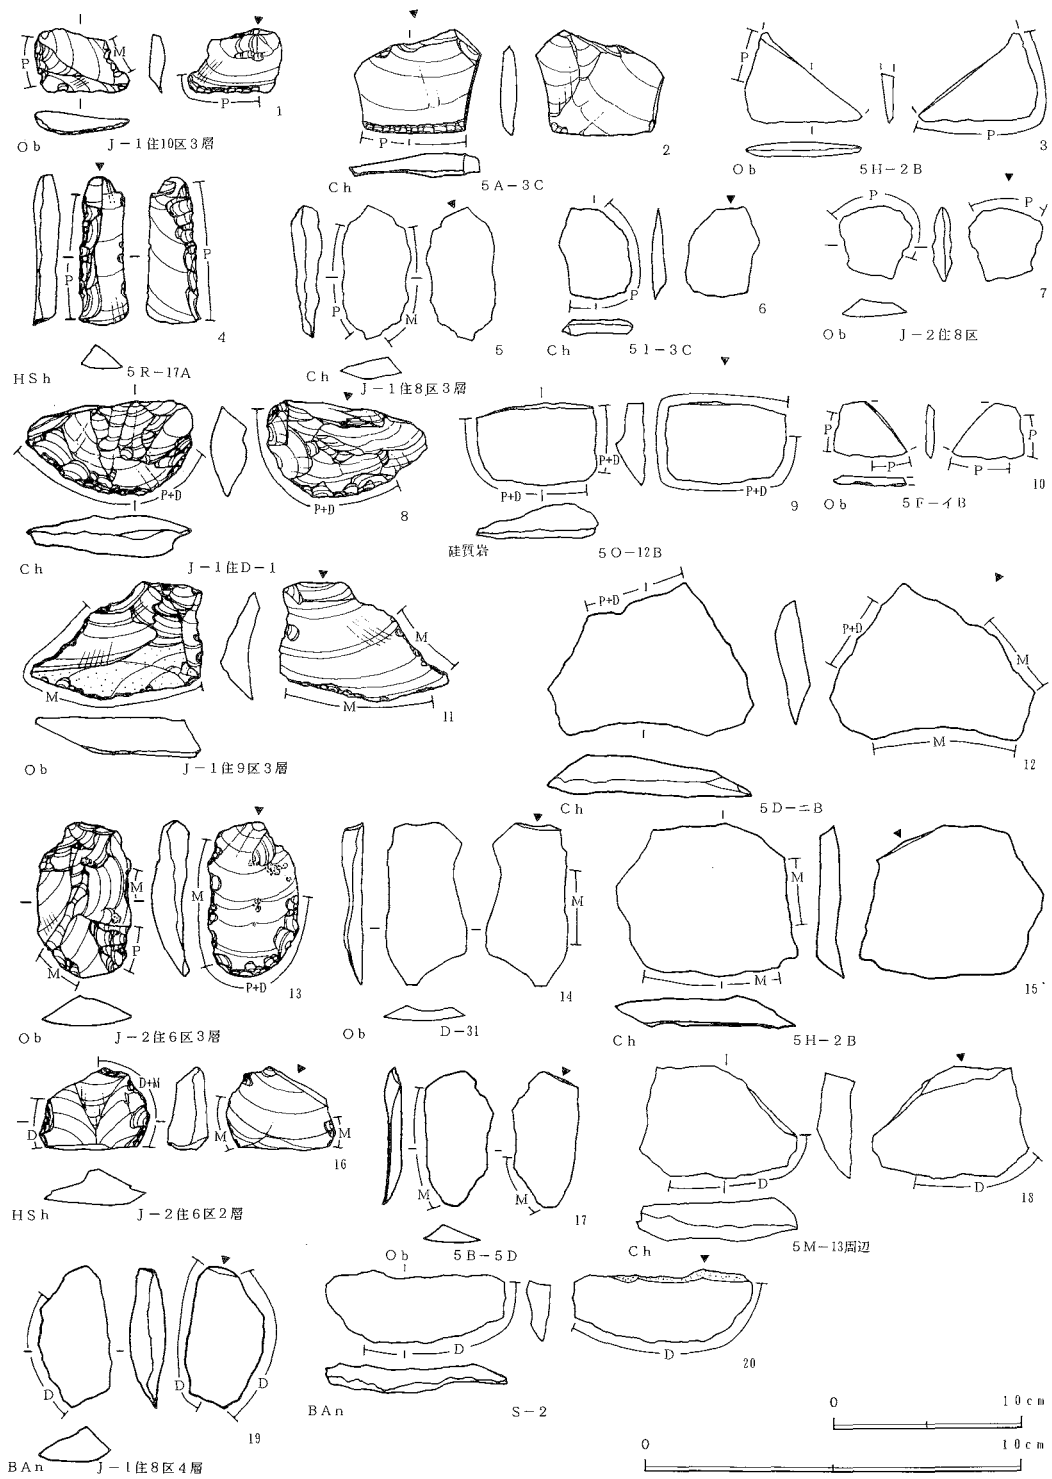 P
M
P
1
Ob
J-1住10区3層
P
2
Ch
5A-3C
P
P
3
Ob
5H-2B
P
P
4
HSh
5R-17A
P
M
5
Ch
J-1住8区3層
P
6
Ch
5I-3C
P
P
7
Ob
J-2住8区
P+D
P+D
8
Ch
J-1住D-1
P+D
P+D
P+D
9
硅質岩
5O-12B
P
P
P
P
10
Ob
5F-イB
M
M
M
11
Ob
J-1住9区3層
P+D
P+D
M
M
12
Ch
5D-ニB
M
P
M
M
P+D
13
Ob
J-2住6区3層
M
14
Ob
D-31
M
M
15
Ch
5H-2B
D+M
D
M
M
16
HSh
J-2住6区2層
M
M
17
Ob
5B-5D
D
D
18
Ch
5M-13周辺
D
D
D
19
BAn
J-1住8区4層
D
D
20
BAn
S-2
0
10cm
0
10cm